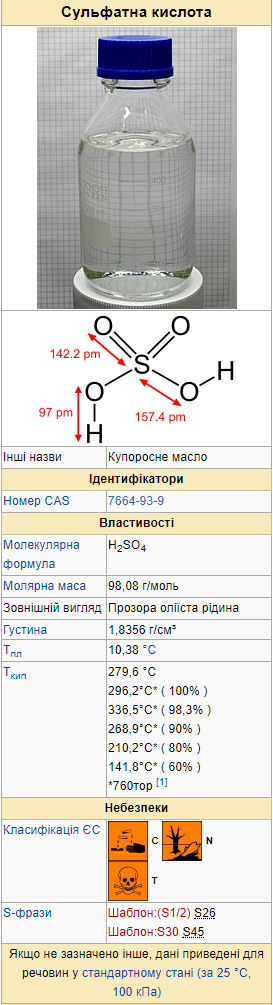 Сульфатна кислота
400
142.2 pm
O O
S
O O H
97 pm
157.4 pm
H
Інші назви Купоросне масло
Ідентифікатори
Номер CAS 7664-93-9
Властивості
Молекулярна формула H₂SO₄
Молярна маса 98,08 г/моль
Зовнішній вигляд Прозора оліїста рідина
Густина 1,8356 г/см³
Тпл 10,38 °C
Ткип 279,6 °C
296,2°C* ( 100% )
336,5°C* ( 98,3% )
268,9°C* ( 90% )
210,2°C* ( 80% )
141,8°C* ( 60% )
*760тор [1]
Небезпеки
Класифікація ЄС C N
T
S-фрази Шаблон:(S1/2) S26
Шаблон:S30 S45
Якщо не зазначено інше, дані приведені для
речовин у стандартному стані (за 25 °C,
100 кПа)